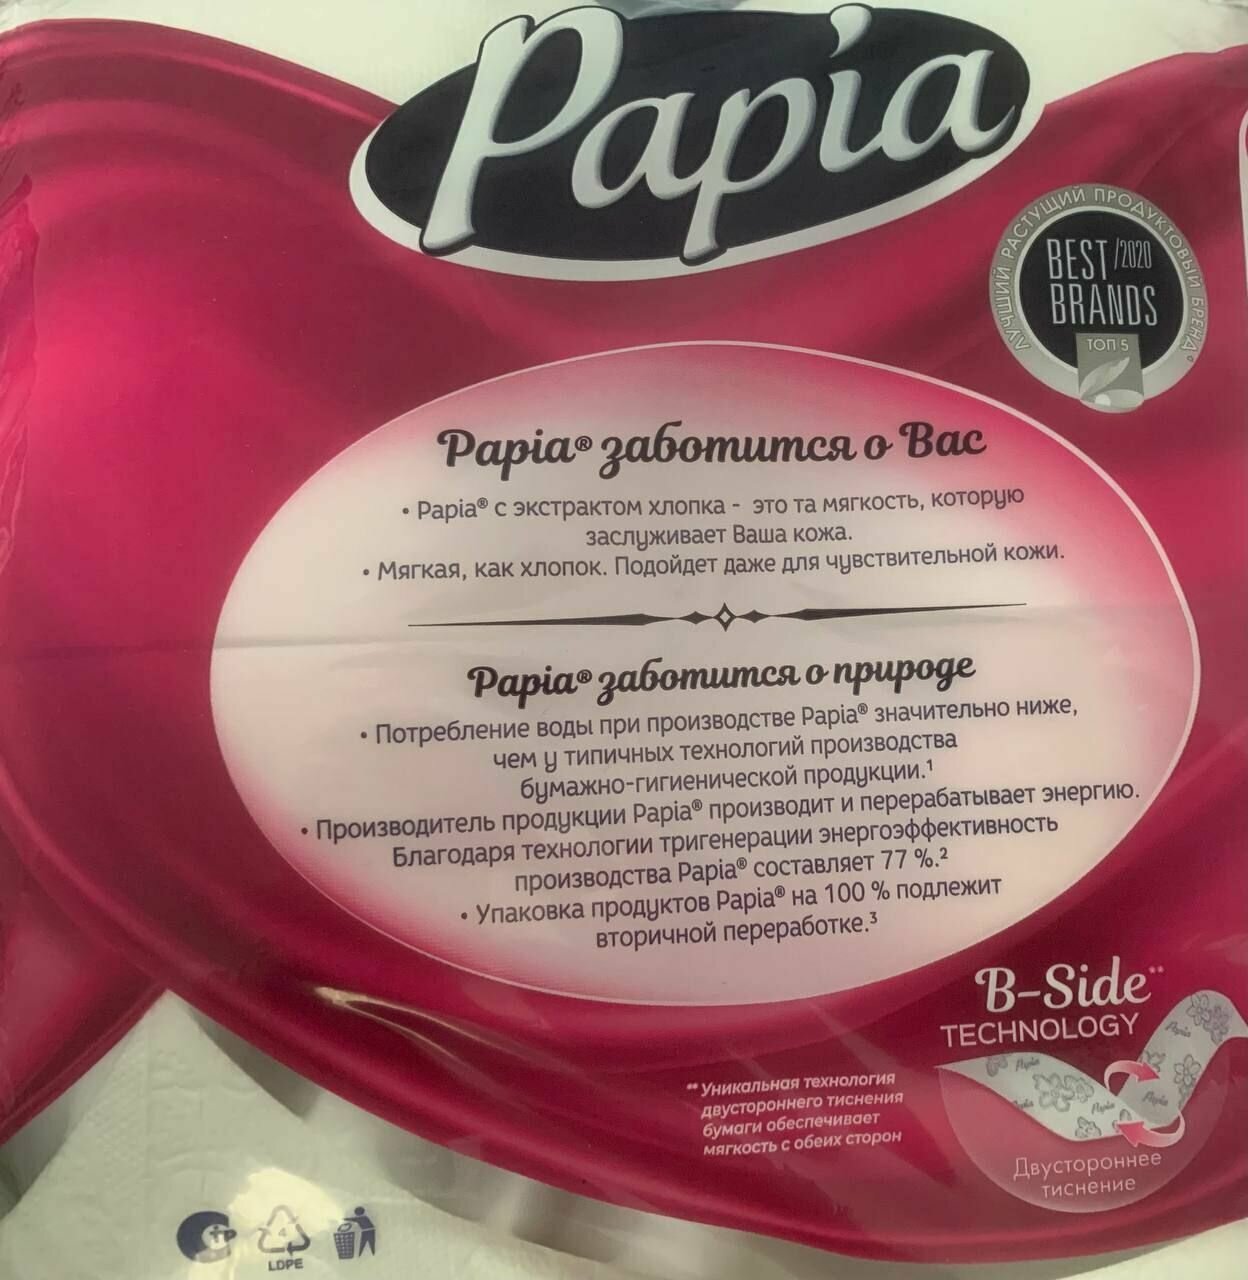 Papia
ЛУЧШИЙ РАСТУЩИЙ ПРОДУКТОВЫЙ БРЕНД
BEST /2020
BRANDS
ТОП 5
Papia® заботится о Вас
• Papia® с экстрактом хлопка - это та мягкость, которую
заслуживает Ваша кожа.
• Мягкая, как хлопок. Подойдет даже для чувствительной кожи.
Papia® заботится о природе
• Потребление воды при производстве Papia® значительно ниже,
чем у типичных технологий производства
бумажно-гигиенической продукции.¹
• Производитель продукции Papia® производит и перерабатывает энергию.
Благодаря технологии тригенерации энергоэффективность
производства Papia® составляет 77 %.²
• Упаковка продуктов Papia® на 100 % подлежит
вторичной переработке.³
B-Side**
TECHNOLOGY
** Уникальная технология
двустороннего тиснения
бумаги обеспечивает
мягкость с обеих сторон
Papia
Papia
Papia
Papia
Двустороннее
тиснение
4
LDPE